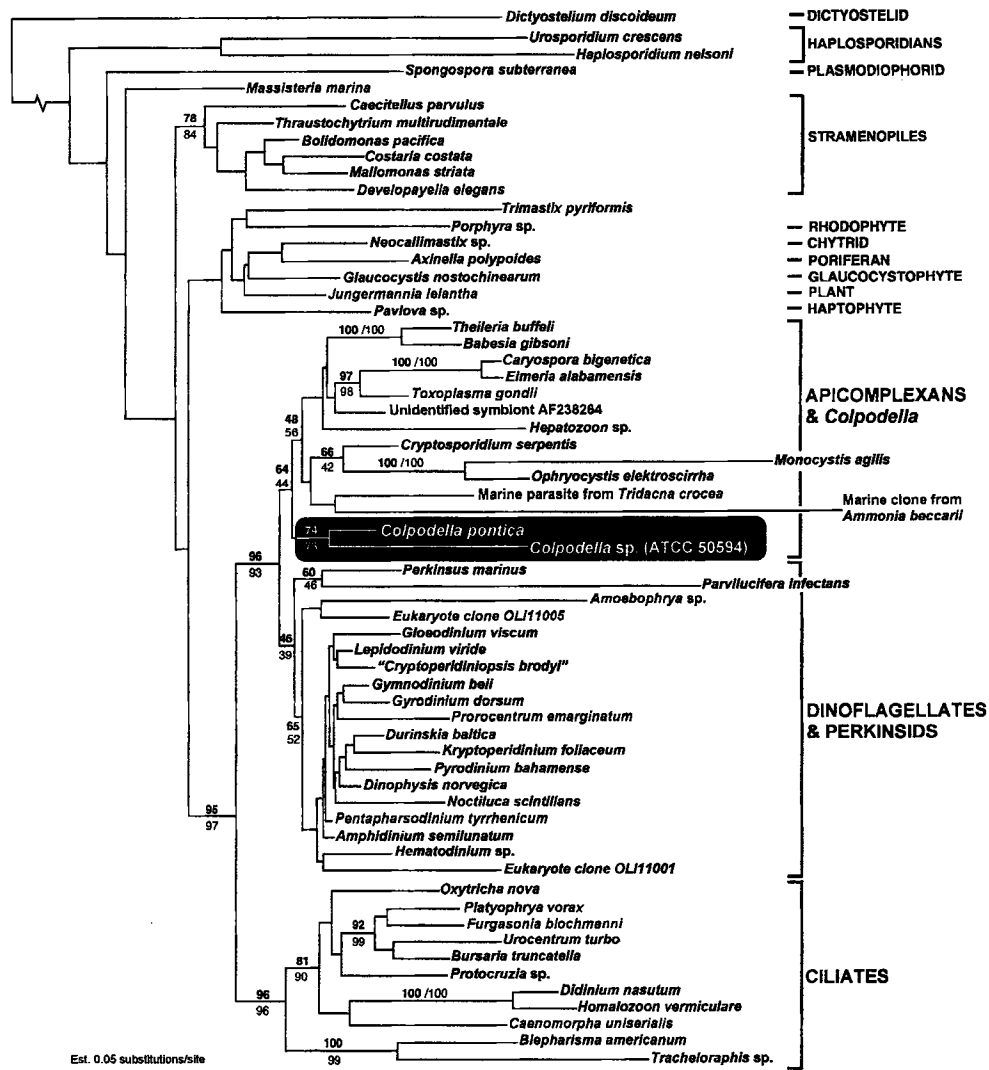 Dictyostelium discoideum
DICTYOSTELID
Urosporidium crescens
Haplosporidium nelsoni
HAPLOSPORIDIANS
Spongospora subterranea
PLASMODIOPHORID
Massisteria marina
Caecitellus parvulus
78
84
Thraustochytrium multirudimentale
Bolidomonas pacifica
Costaria costata
Mallomonas striata
Developayella elegans
STRAMENOPILES
Trimastix pyriformis
Porphyra sp.
RHODOPHYTE
Neocallimastix sp.
CHYTRID
Axinella polypoides
PORIFERAN
Glaucocystis nostochinearum
GLAUCOCYSTOPHYTE
Jungermannia leiantha
PLANT
Pavlova sp.
HAPTOPHYTE
100 /100
Theileria buffeli
Babesia gibsoni
100 /100
Caryospora bigenetica
Eimeria alabamensis
97
98
Toxoplasma gondii
Unidentified symbiont AF238264
48
56
Hepatozoon sp.
APICOMPLEXANS
& Colpodella
Cryptosporidium serpentis
66
42
100 /100
Monocystis agilis
Ophryocystis elektroscirrha
64
44
Marine parasite from Tridacna crocea
Marine clone from
Ammonia beccarii
74
73
Colpodella pontica
Colpodella sp. (ATCC 50594)
96
93
60
46
Perkinsus marinus
Parvilucifera infectans
Amoebophrya sp.
Eukaryote clone OLI11005
46
39
Gloeodinium viscum
Lepidodinium viride
"Cryptoperidiniopsis brodyi"
Gymnodinium beii
Gyrodinium dorsum
Prorocentrum emarginatum
65
52
Durinskia baltica
Kryptoperidinium foliaceum
Pyrodinium bahamense
Dinophysis norvegica
Noctiluca scintillans
Pentapharsodinium tyrrhenicum
Amphidinium semilunatum
Hematodinium sp.
Eukaryote clone OLI11001
DINOFLAGELLATES
& PERKINSIDS
95
97
Oxytricha nova
Platyophrya vorax
Furgasonia blochmanni
92
99
Urocentrum turbo
Bursaria truncatella
81
90
Protocruzia sp.
CILIATES
96
96
100 /100
Didinium nasutum
Homalozoon vermiculare
Caenomorpha uniserialis
100
99
Blepharisma americanum
Tracheloraphis sp.
Est. 0.05 substitutions/site